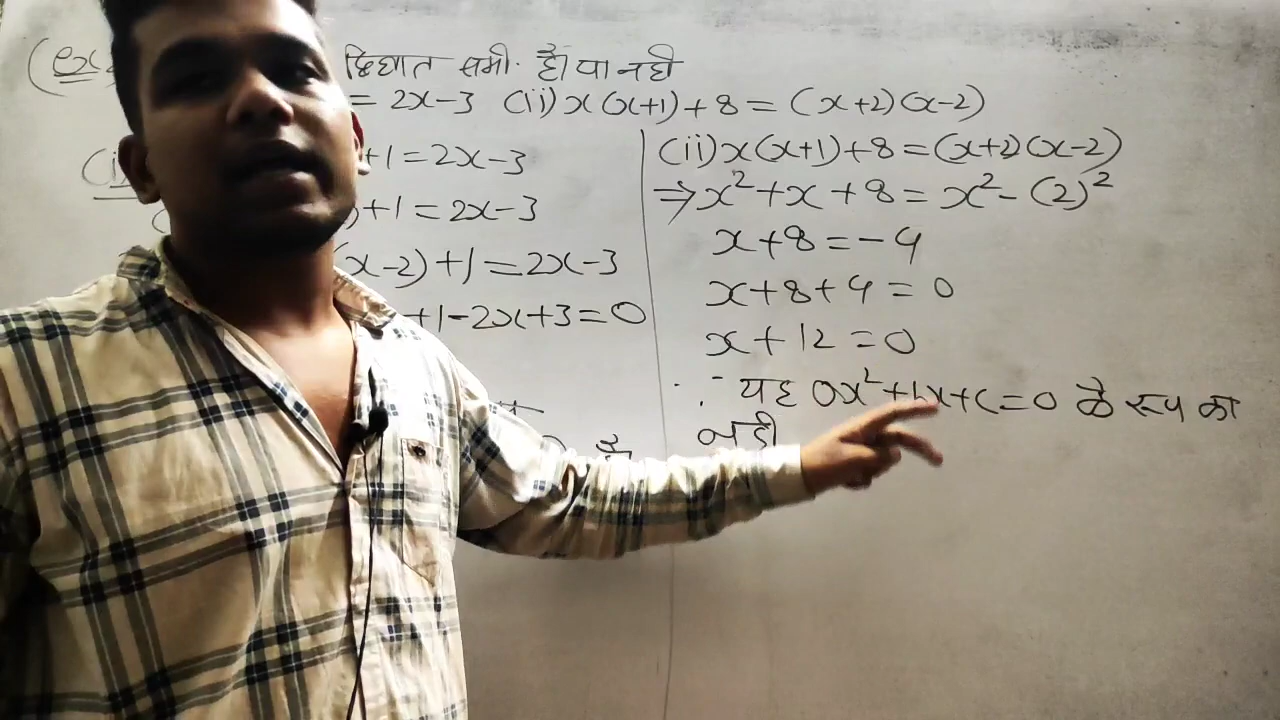 (ex द्विघात समी. है। या नही
= 2x-3 (ii) x(x+1)+8 = (x+2)(x-2)
(i) +1=2x-3
)+1=2x-3
(x-2)+1=2x-3
+1-2x+3=0
है
(ii) x(x+1)+8=(x+2)(x-2)
⇒x²+x+8=x²-(2)²
x+8=-4
x+8+4=0
x+12=0
∴ यह ax²+bx+c=0 के रूप का
नही